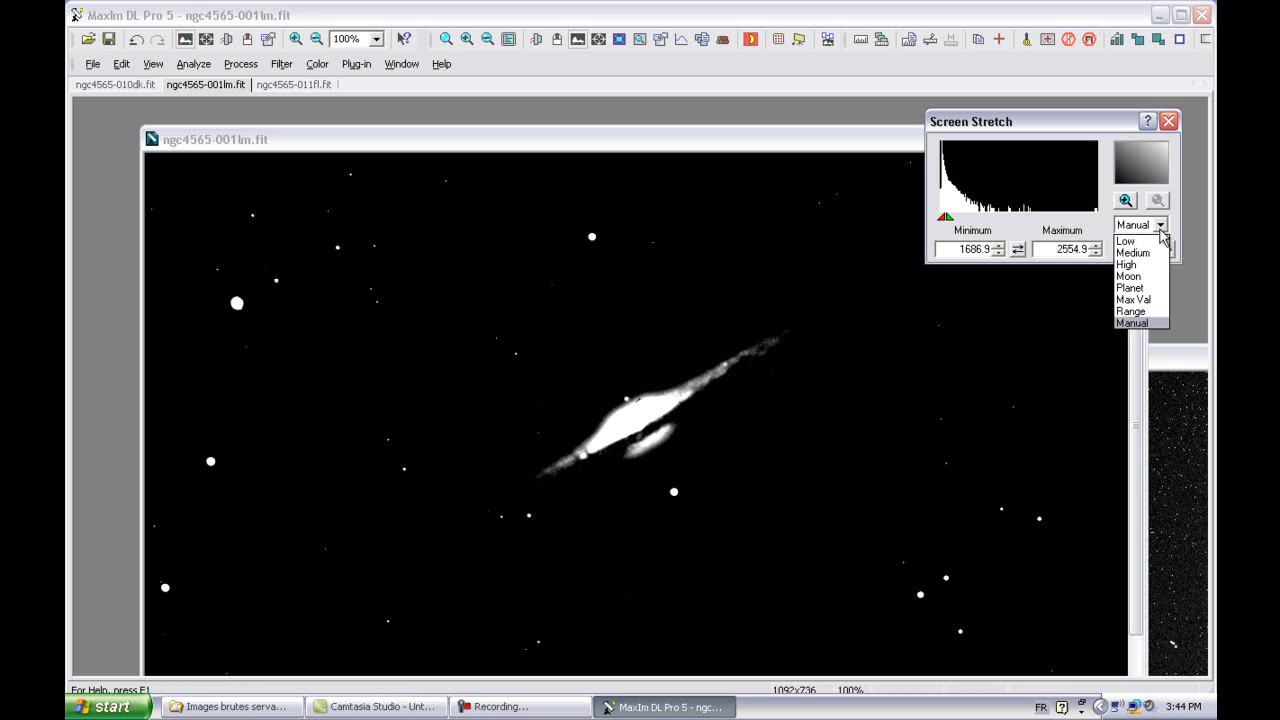 MaxIm DL Pro 5 - ngc4565-001lm.fit
100%
File Edit View Analyze Process Filter Color Plug-in Window Help
ngc4565-010dk.fit ngc4565-001lm.fit ngc4565-011fl.fit
ngc4565-001lm.fit
Screen Stretch
Manual
Minimum Maximum
1686.9 2554.9
Low
Medium
High
Moon
Planet
Max Val
Range
Manual
For Help, press F1 1092x736 100%
start Images brutes serva... Camtasia Studio - Unt... Recording... MaxIm DL Pro 5 - ngc... FR 3:44 PM